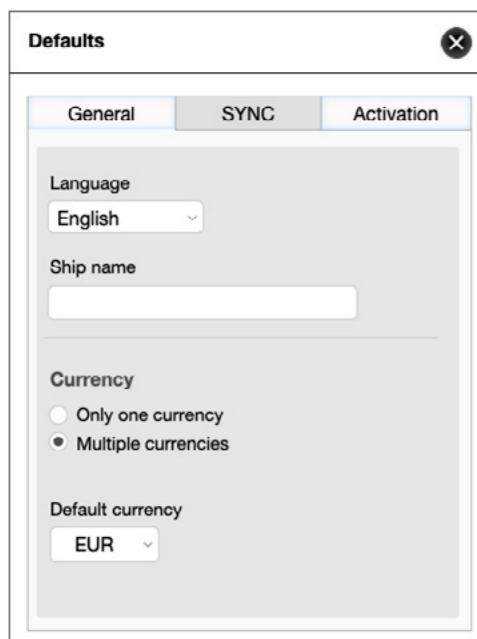 Defaults
General SYNC Activation
Language
English
Ship name
Currency
Only one currency
Multiple currencies
Default currency
EUR